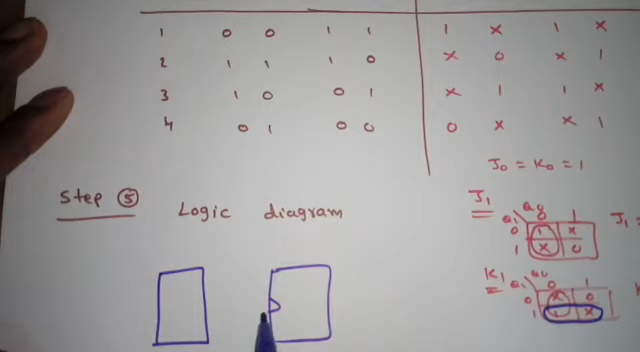 1 0 0 1 1 1 x 1 x
2 1 1 1 0 x 0 x 1
3 1 0 0 1 x 1 1 x
4 0 1 0 0 0 x x 1
J0 = K0 = 1
Step 5 Logic diagram
J1
Q1 Q0 0 1
0 1 x
1 x 0
J1 =
K1
Q1 Q0 0 1
0 x 0
1 1 x
K